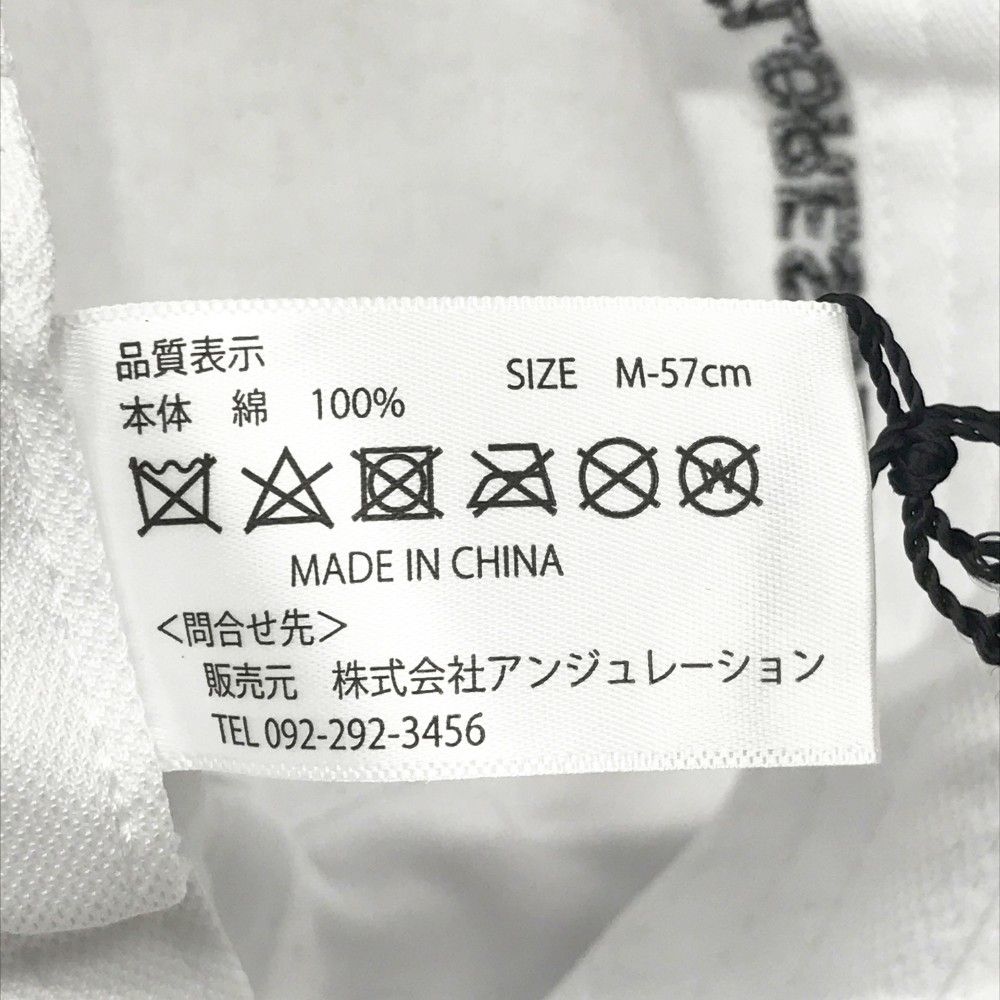 品質表示
SIZE M-57cm
本体 綿 100%
W
MADE IN CHINA
<問合せ先>
販売元 株式会社アンジュレーション
TEL 092-292-3456